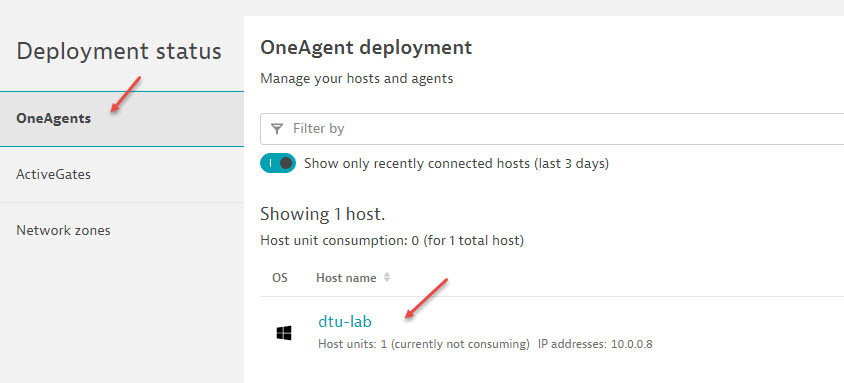 Deployment status
OneAgents
ActiveGates
Network zones
OneAgent deployment
Manage your hosts and agents
Filter by
Show only recently connected hosts (last 3 days)
Showing 1 host.
Host unit consumption: 0 (for 1 total host)
OS Host name
dtu-lab
Host units: 1 (currently not consuming) IP addresses: 10.0.0.8